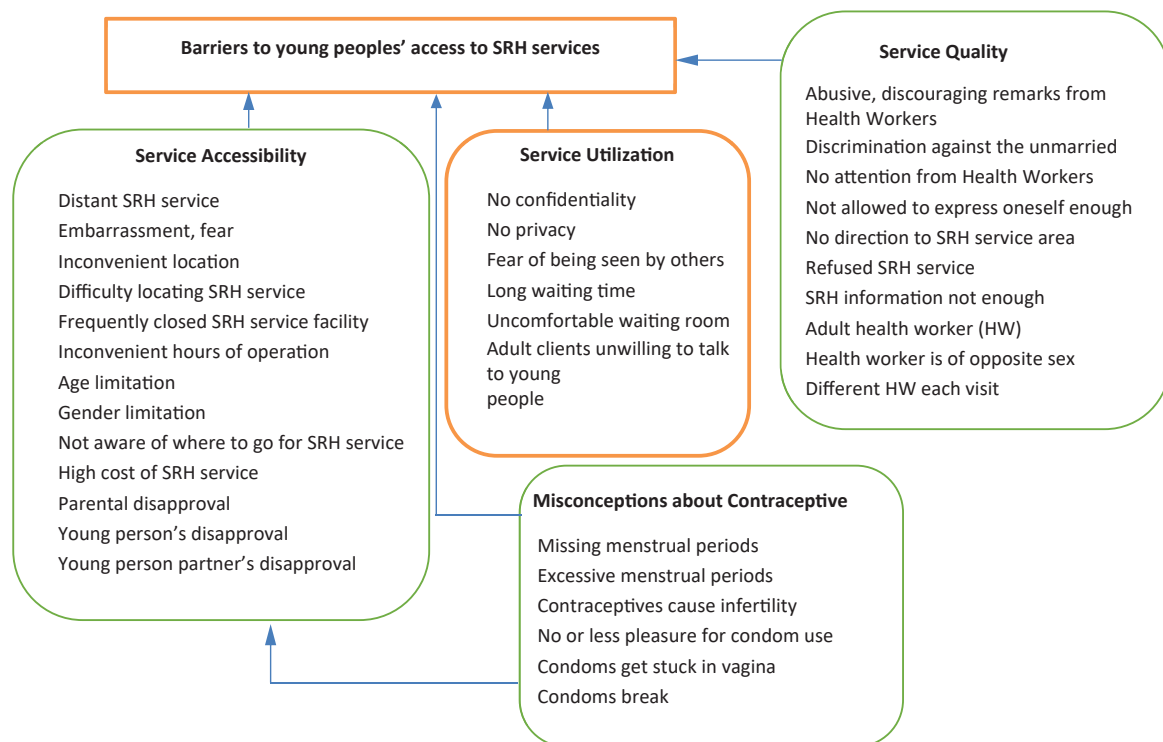 Barriers to young peoples’ access to SRH services
Service Accessibility
Distant SRH service
Embarrassment, fear
Inconvenient location
Difficulty locating SRH service
Frequently closed SRH service facility
Inconvenient hours of operation
Age limitation
Gender limitation
Not aware of where to go for SRH service
High cost of SRH service
Parental disapproval
Young person’s disapproval
Young person partner’s disapproval
Service Utilization
No confidentiality
No privacy
Fear of being seen by others
Long waiting time
Uncomfortable waiting room
Adult clients unwilling to talk
to young
people
Service Quality
Abusive, discouraging remarks from
Health Workers
Discrimination against the unmarried
No attention from Health Workers
Not allowed to express oneself enough
No direction to SRH service area
Refused SRH service
SRH information not enough
Adult health worker (HW)
Health worker is of opposite sex
Different HW each visit
Misconceptions about Contraceptive
Missing menstrual periods
Excessive menstrual periods
Contraceptives cause infertility
No or less pleasure for condom use
Condoms get stuck in vagina
Condoms break